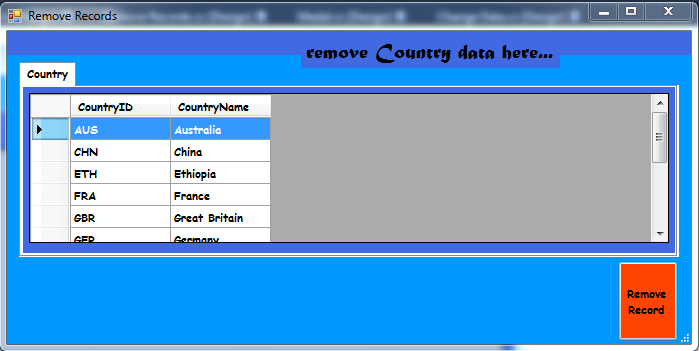 Remove Records
remove Country data here...
Country
CountryID CountryName
AUS Australia
CHN China
ETH Ethiopia
FRA France
GBR Great Britain
GER Germany
Remove
Record